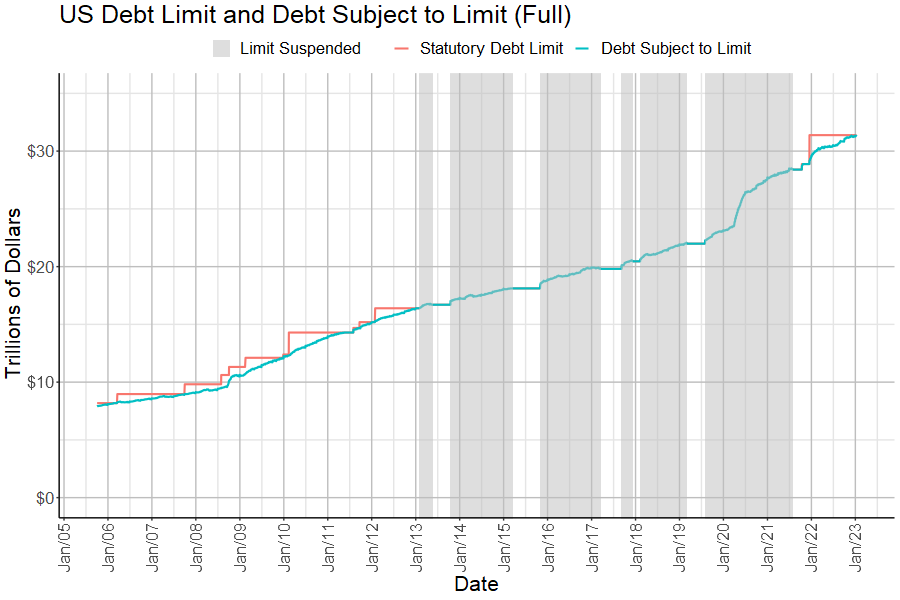 US Debt Limit and Debt Subject to Limit (Full)
Limit Suspended Statutory Debt Limit Debt Subject to Limit
Trillions of Dollars
$30
$20
$10
$0
Jan/05 Jan/06 Jan/07 Jan/08 Jan/09 Jan/10 Jan/11 Jan/12 Jan/13 Jan/14 Jan/15 Jan/16 Jan/17 Jan/18 Jan/19 Jan/20 Jan/21 Jan/22 Jan/23
Date